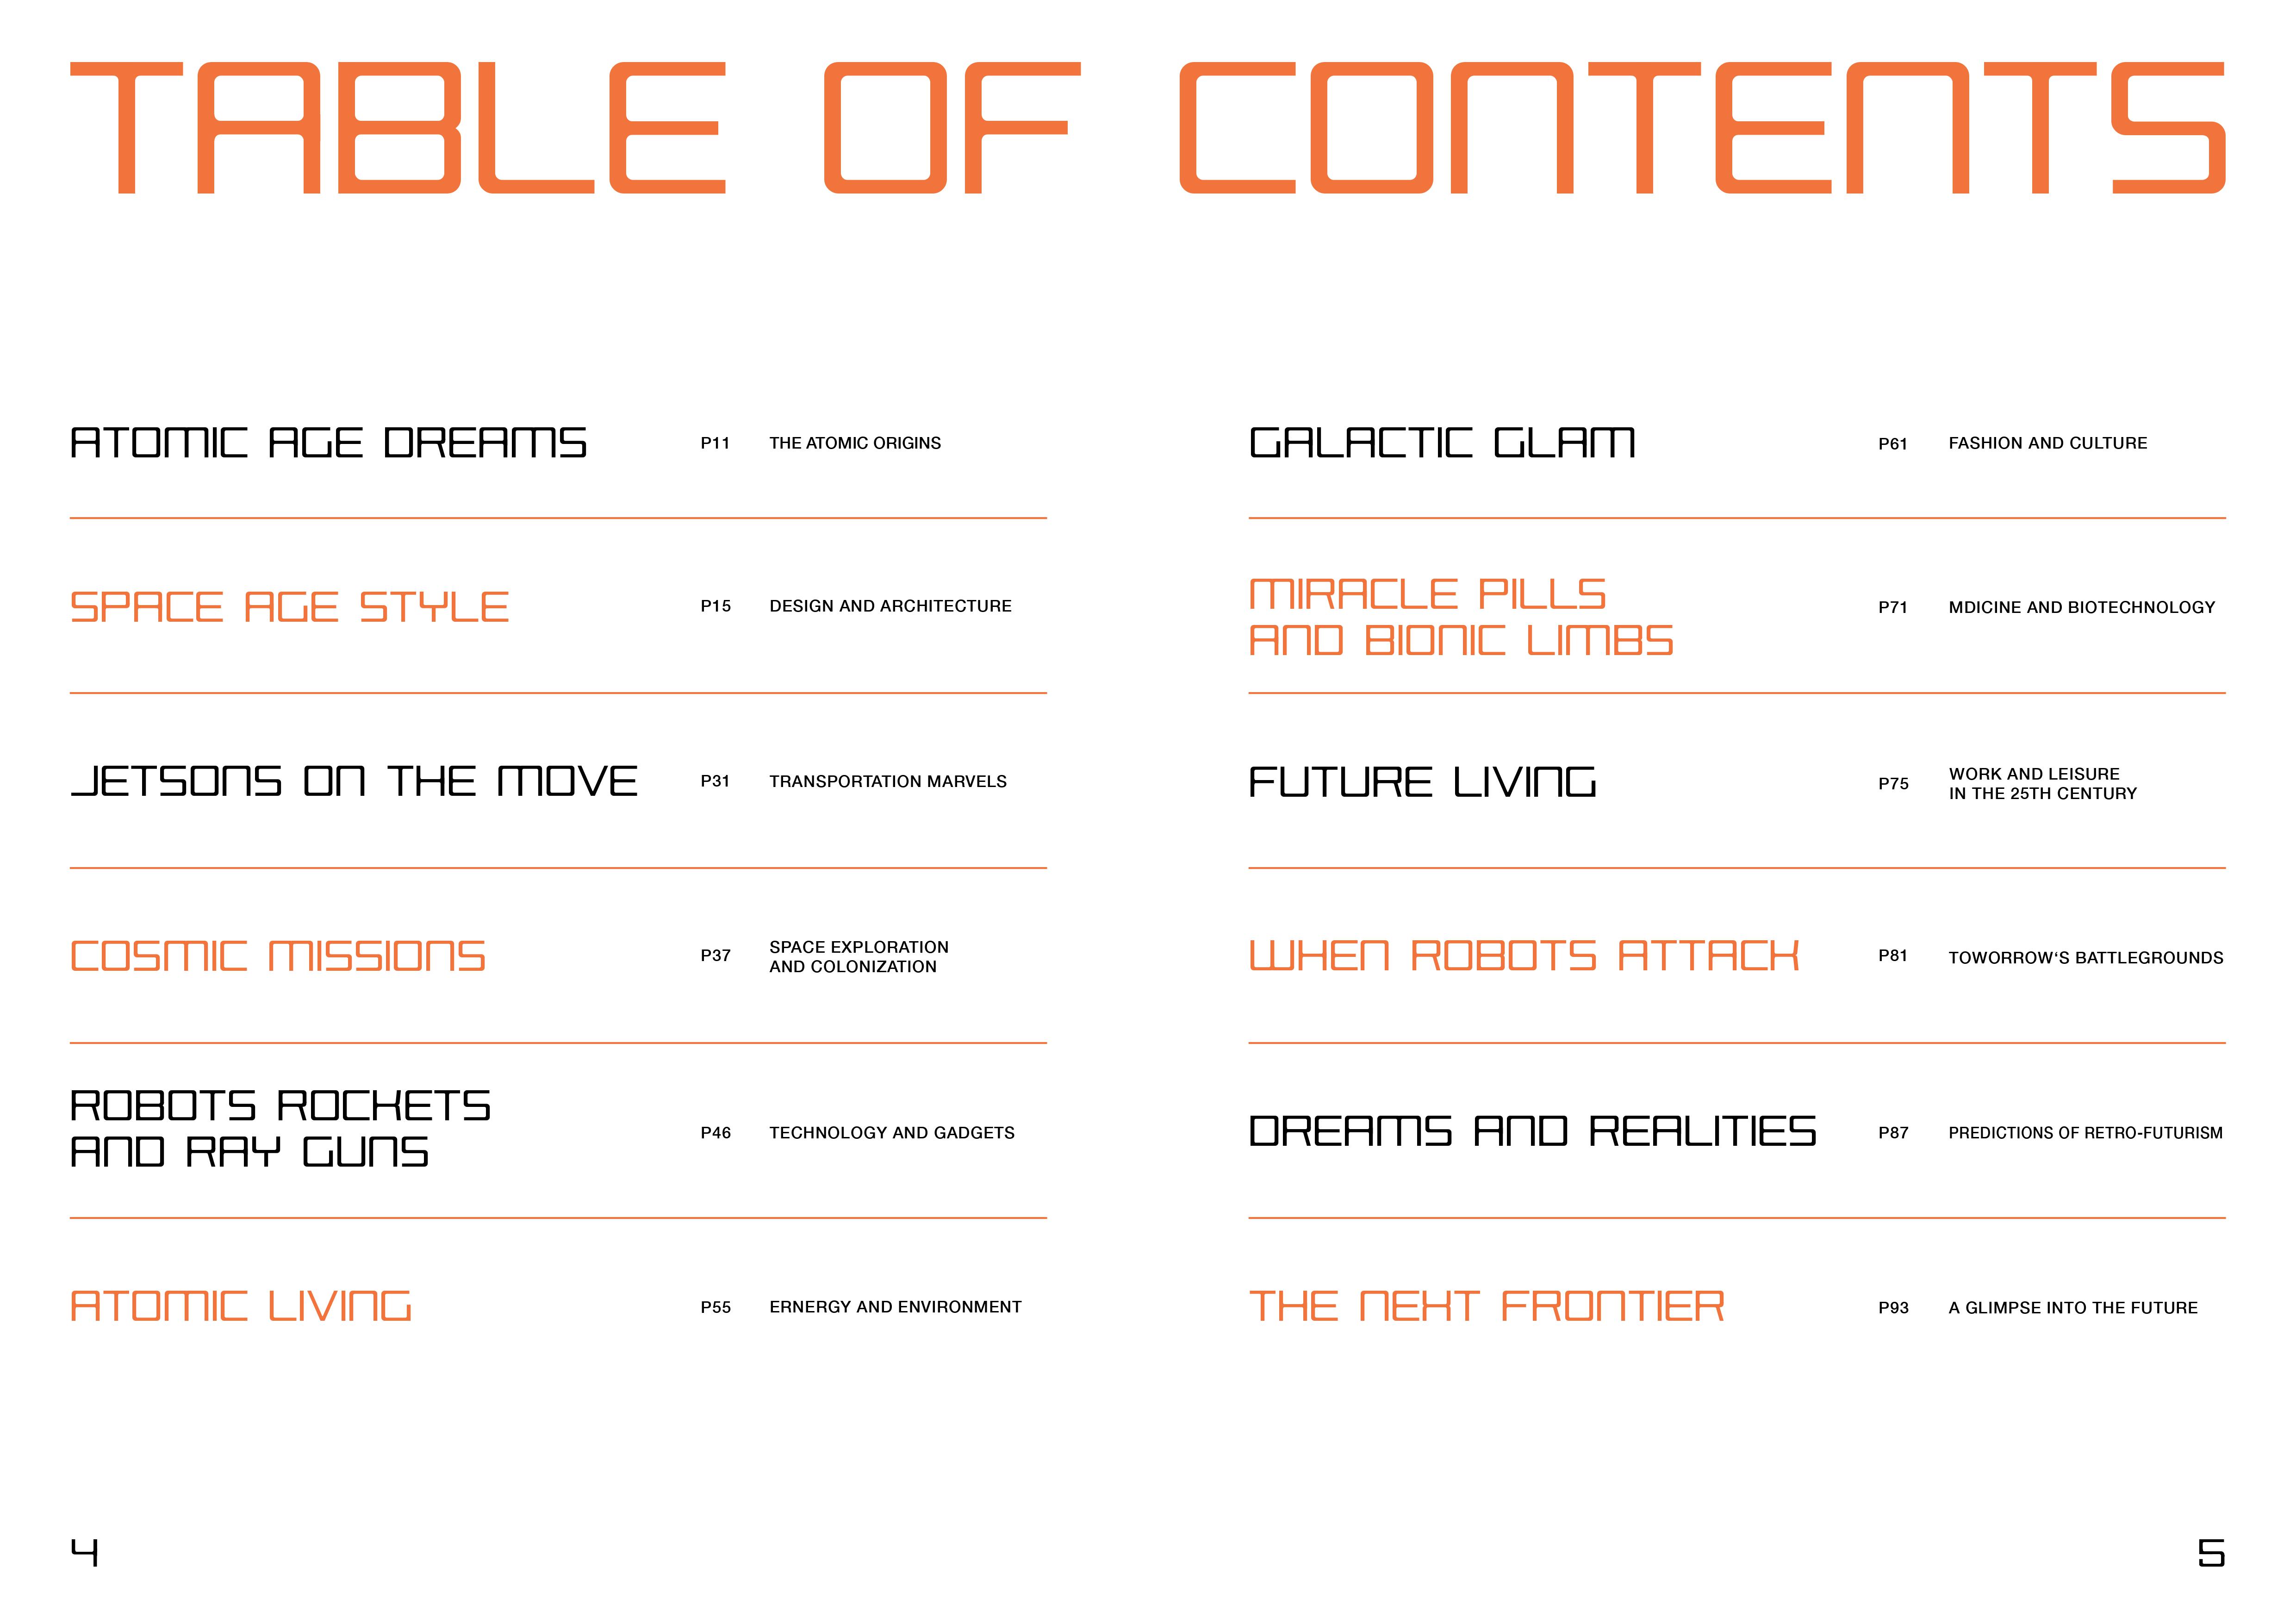 TABLE OF CONTENTS
ATOMIC AGE DREAMS P11 THE ATOMIC ORIGINS
SPACE AGE STYLE P15 DESIGN AND ARCHITECTURE
JETSONS ON THE MOVE P31 TRANSPORTATION MARVELS
COSMIC MISSIONS P37 SPACE EXPLORATION
AND COLONIZATION
ROBOTS ROCKETS
AND RAY GUNS P46 TECHNOLOGY AND GADGETS
ATOMIC LIVING P55 ERNERGY AND ENVIRONMENT
4
GALACTIC GLAM P61 FASHION AND CULTURE
MIRACLE PILLS
AND BIONIC LIMBS P71 MDICINE AND BIOTECHNOLOGY
FUTURE LIVING P75 WORK AND LEISURE
IN THE 25TH CENTURY
WHEN ROBOTS ATTACK P81 TOWORROW‘S BATTLEGROUNDS
DREAMS AND REALITIES P87 PREDICTIONS OF RETRO-FUTURISM
THE NEXT FRONTIER P93 A GLIMPSE INTO THE FUTURE
5